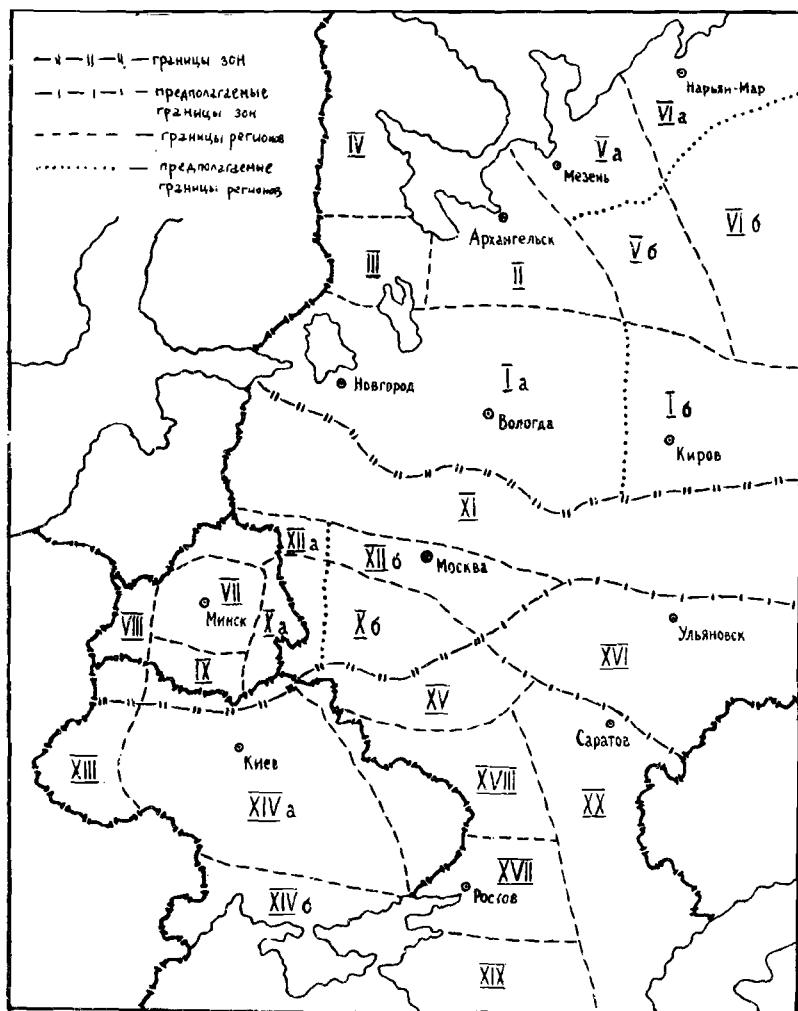 границы зон
предполагаемые
границы зон
границы регионов
предполагаемые
границы регионов
Нарьян-Мар
VI а
IV
V а
Мезень
Архангельск
VI б
V б
III
II
Новгород
I а
Вологда
I б
Киров
XI
XII а
XII б
Москва
VII
Минск
VIII
X а
X б
Ульяновск
XVI
IX
XV
Саратов
XIII
Киев
XIV а
XVIII
XX
XVII
Ростов
XIV б
XIX